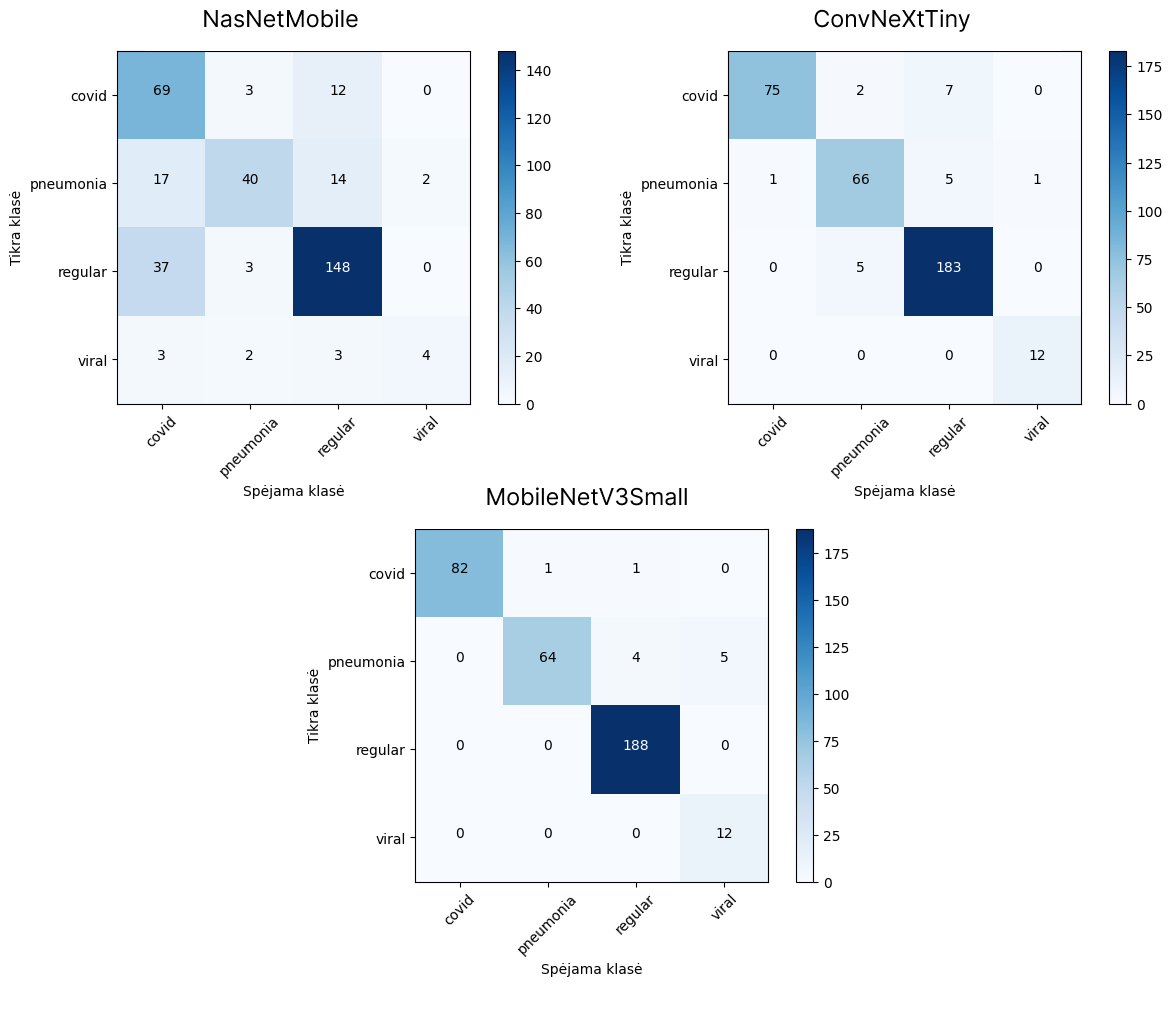 NasNetMobile
covid 69 3 12 0
pneumonia 17 40 14 2
regular 37 3 148 0
viral 3 2 3 4
covid pneumonia regular viral
Tikra klasė
Spėjama klasė
140
120
100
80
60
40
20
0
ConvNeXtTiny
covid 75 2 7 0
pneumonia 1 66 5 1
regular 0 5 183 0
viral 0 0 0 12
covid pneumonia regular viral
Tikra klasė
Spėjama klasė
175
150
125
100
75
50
25
0
MobileNetV3Small
covid 82 1 1 0
pneumonia 0 64 4 5
regular 0 0 188 0
viral 0 0 0 12
covid pneumonia regular viral
Tikra klasė
Spėjama klasė
175
150
125
100
75
50
25
0